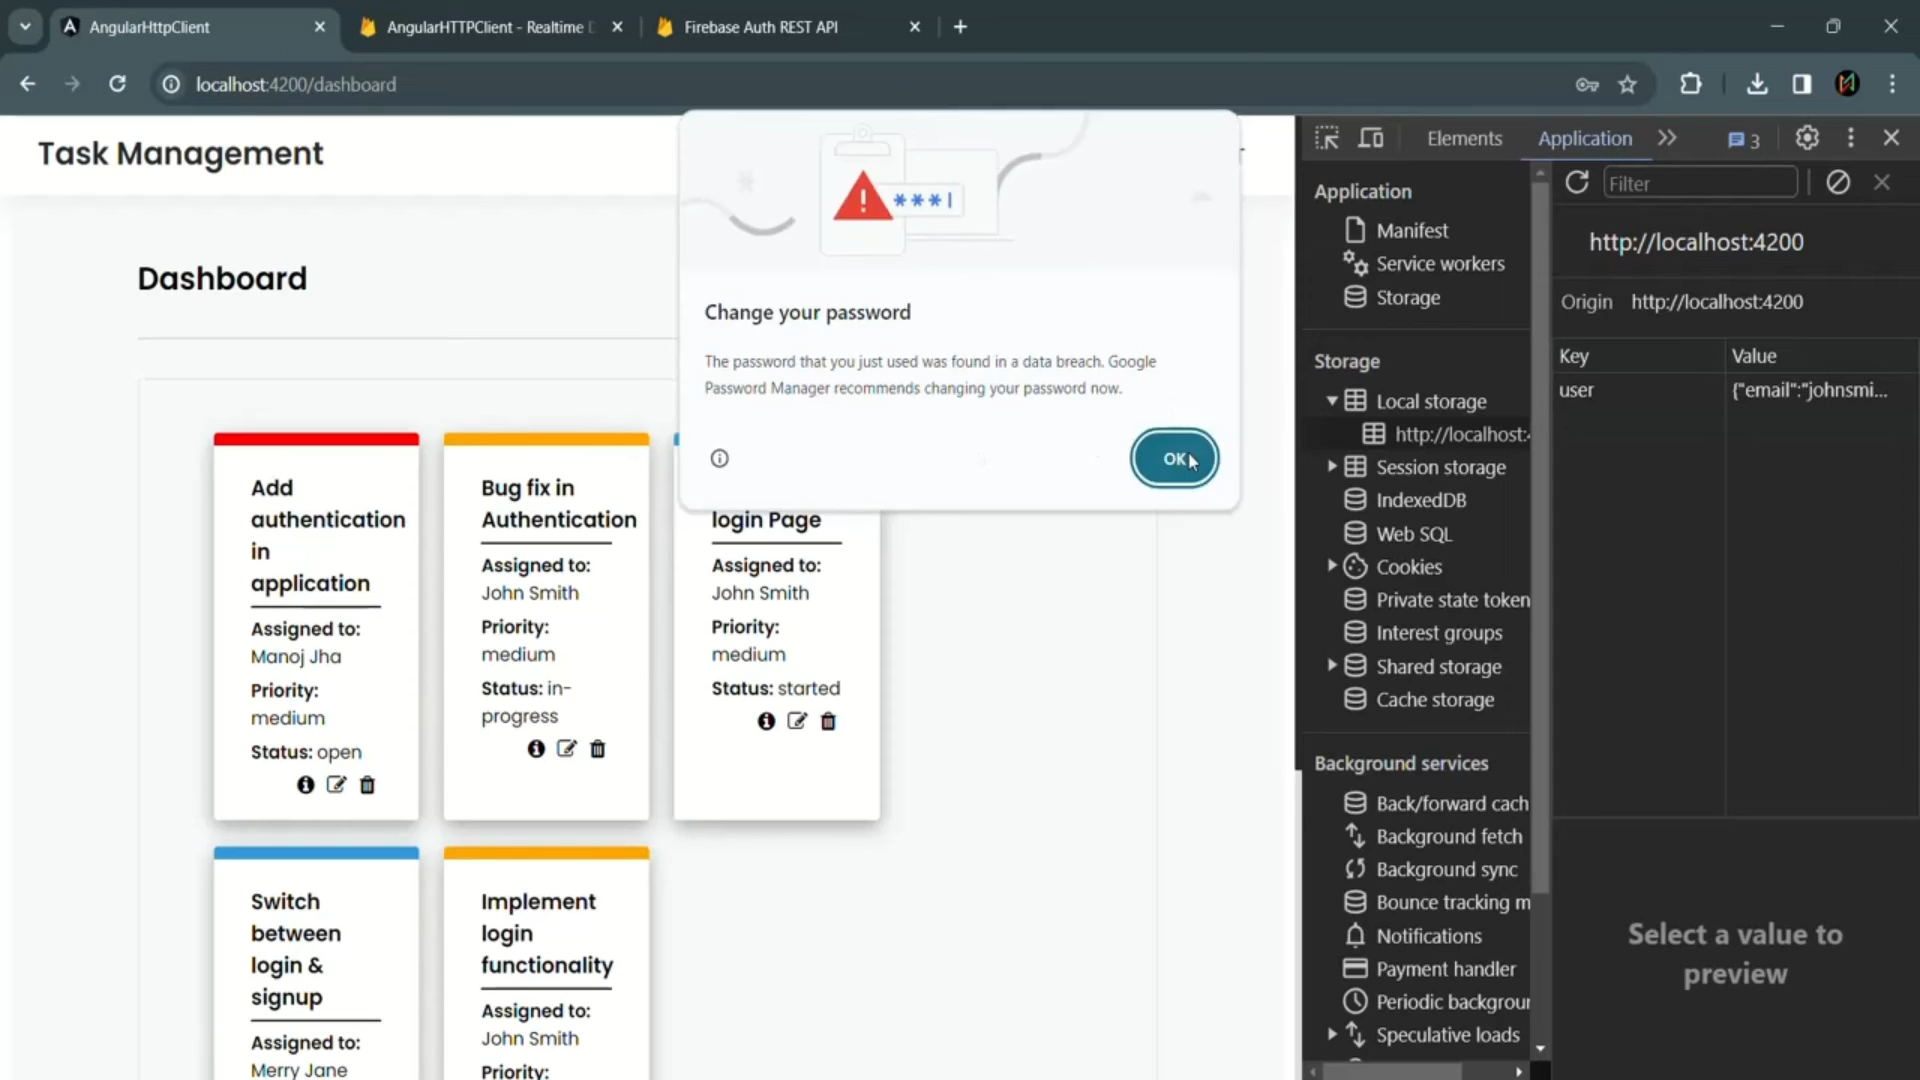 AngularHttpClient
AngularHTTPClient - Realtime
Firebase Auth REST API
localhost:4200/dashboard
Task Management
Dashboard
Change your password
The password that you just used was found in a data breach. Google
Password Manager recommends changing your password now.
OK
***|
Add
authentication
in
application
Assigned to:
Manoj Jha
Priority:
medium
Status: open
Bug fix in
Authentication
Assigned to:
John Smith
Priority:
medium
Status: in-
progress
login Page
Assigned to:
John Smith
Priority:
medium
Status: started
Switch
between
login &
signup
Assigned to:
Merry Jane
Implement
login
functionality
Assigned to:
John Smith
Priority:
Elements
Application
3
Application
Manifest
Service workers
Storage
Storage
Local storage
http://localhost:4
Session storage
IndexedDB
Web SQL
Cookies
Private state token
Interest groups
Shared storage
Cache storage
Background services
Back/forward cach
Background fetch
Background sync
Bounce tracking m
Notifications
Payment handler
Periodic backgroun
Speculative loads
Filter
http://localhost:4200
Origin http://localhost:4200
Key Value
user {"email":"johnsmi...
Select a value to
preview